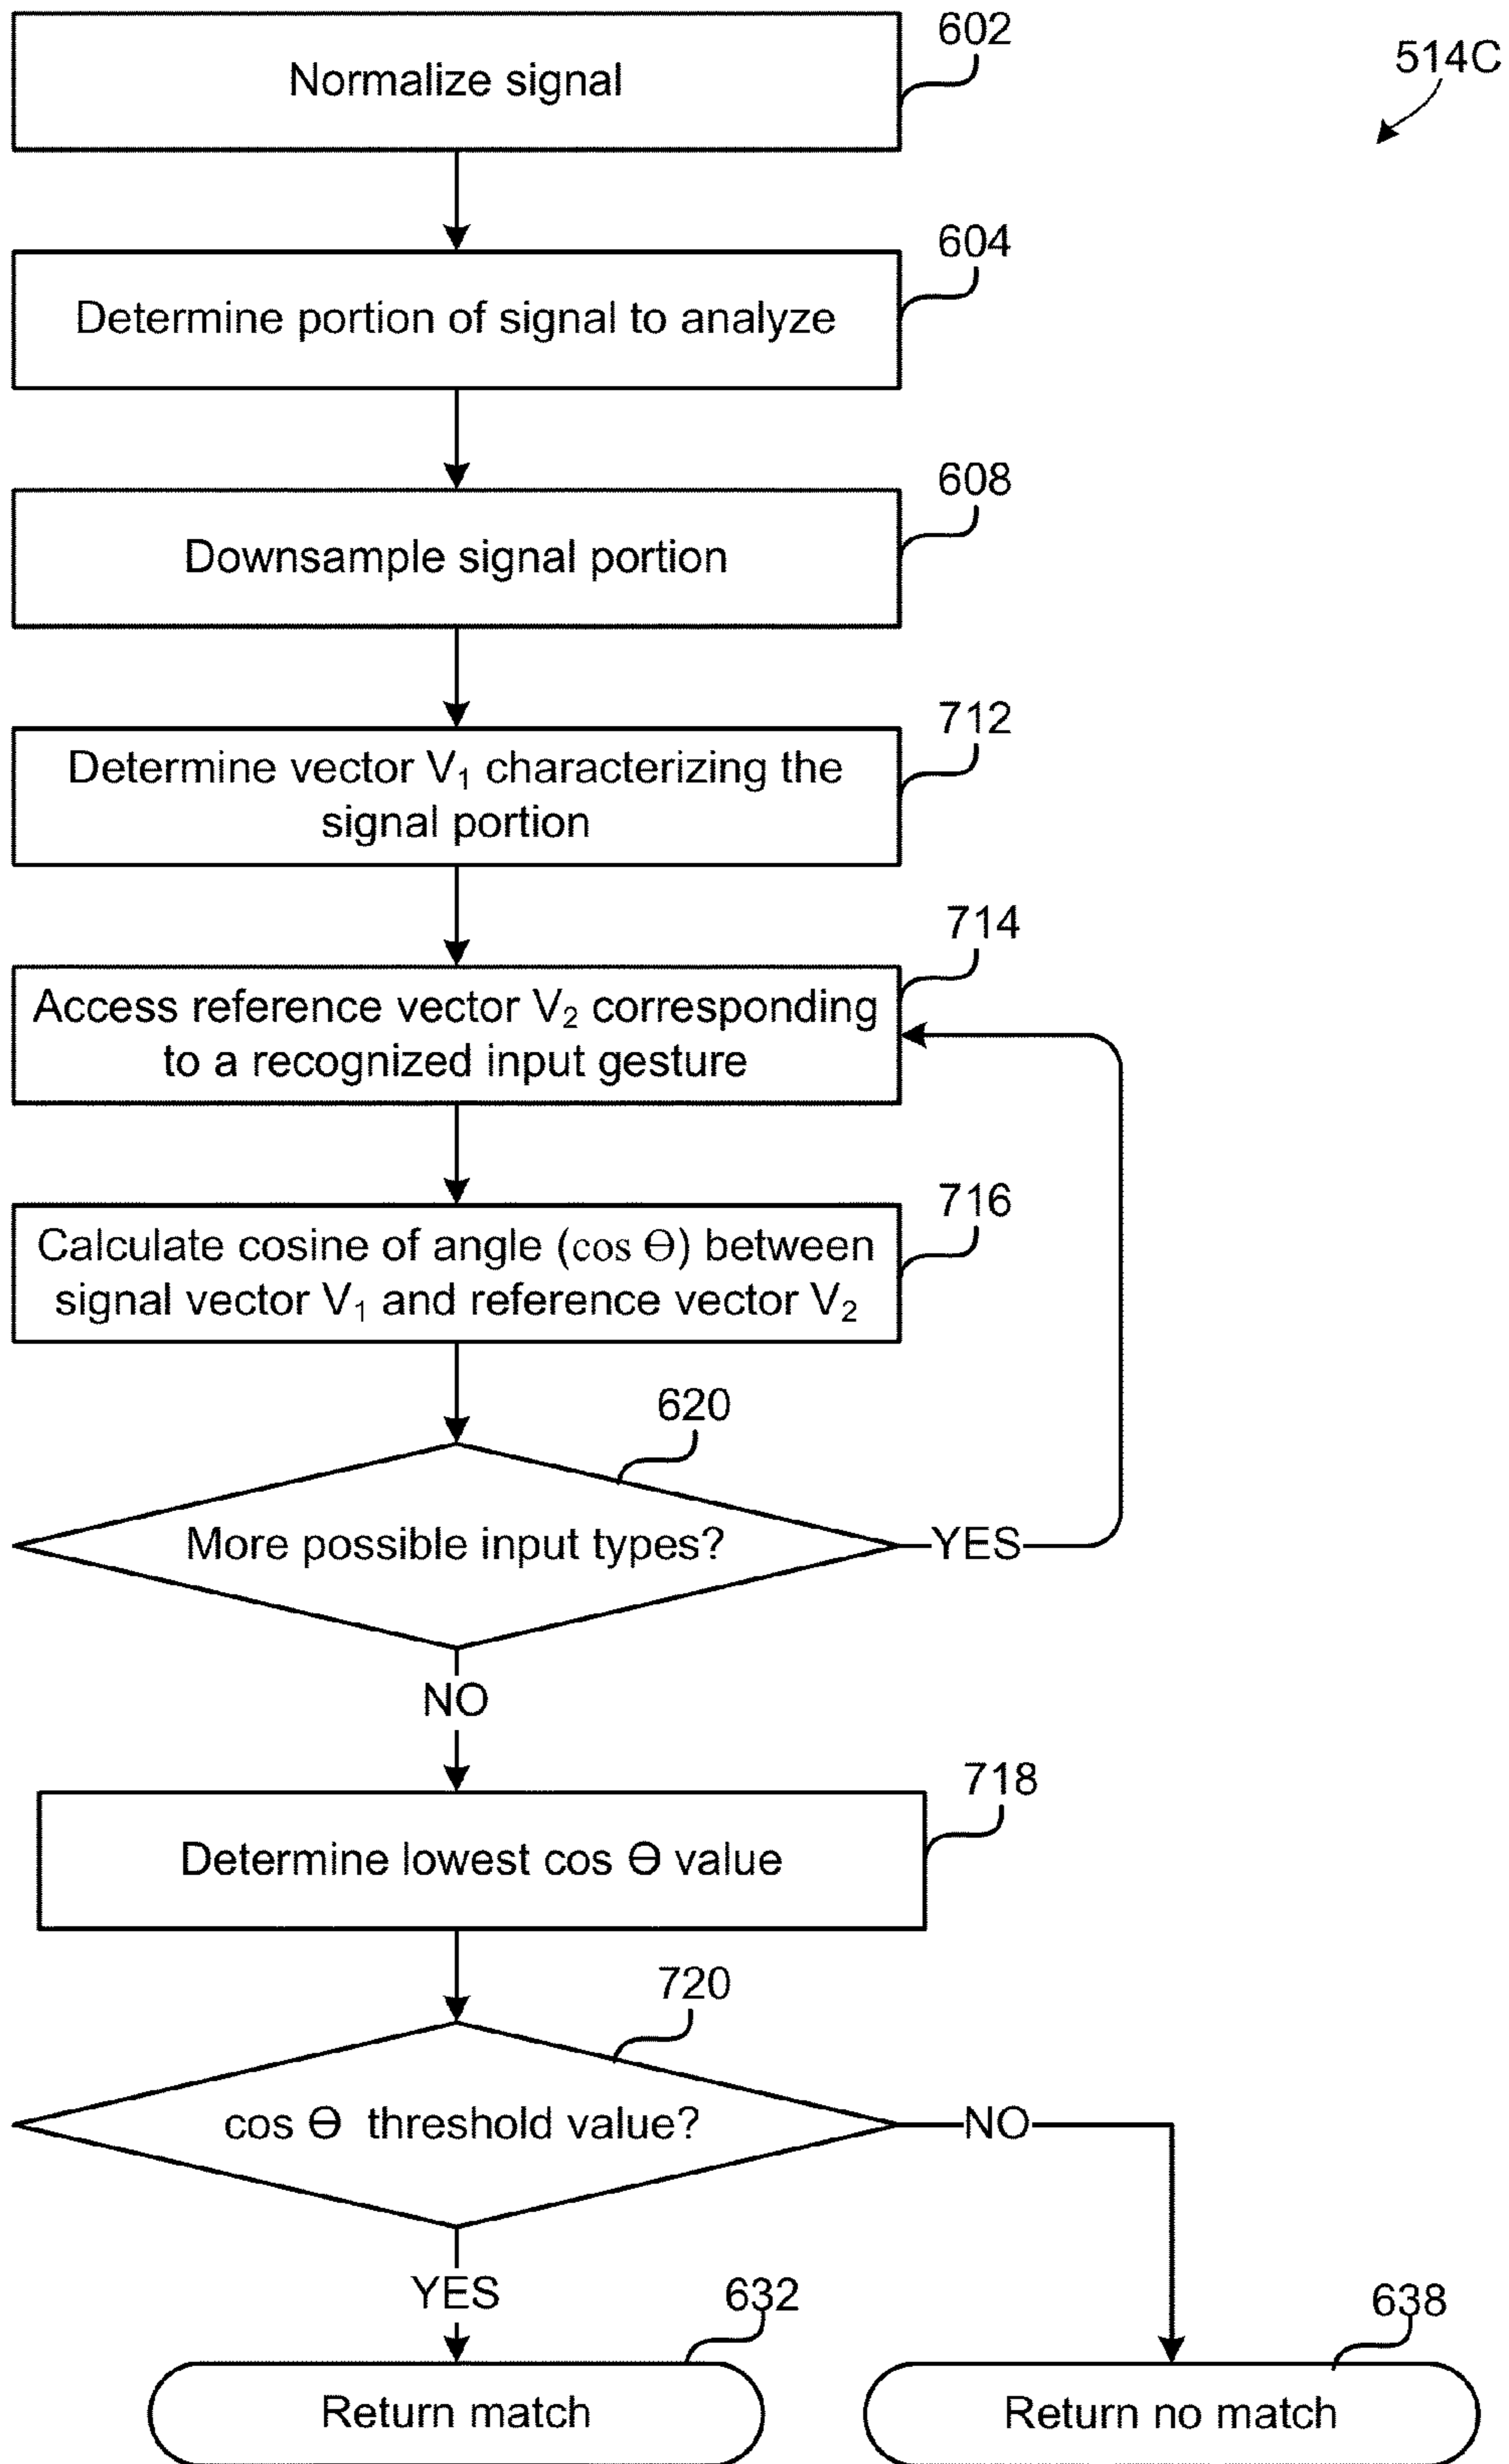 514C
602
Normalize signal
604
Determine portion of signal to analyze
608
Downsample signal portion
712
Determine vector V₁ characterizing the
signal portion
714
Access reference vector V₂ corresponding
to a recognized input gesture
716
Calculate cosine of angle (cos Θ) between
signal vector V₁ and reference vector V₂
620
More possible input types?
YES
NO
718
Determine lowest cos Θ value
720
cos Θ threshold value?
NO
YES
632
Return match
638
Return no match